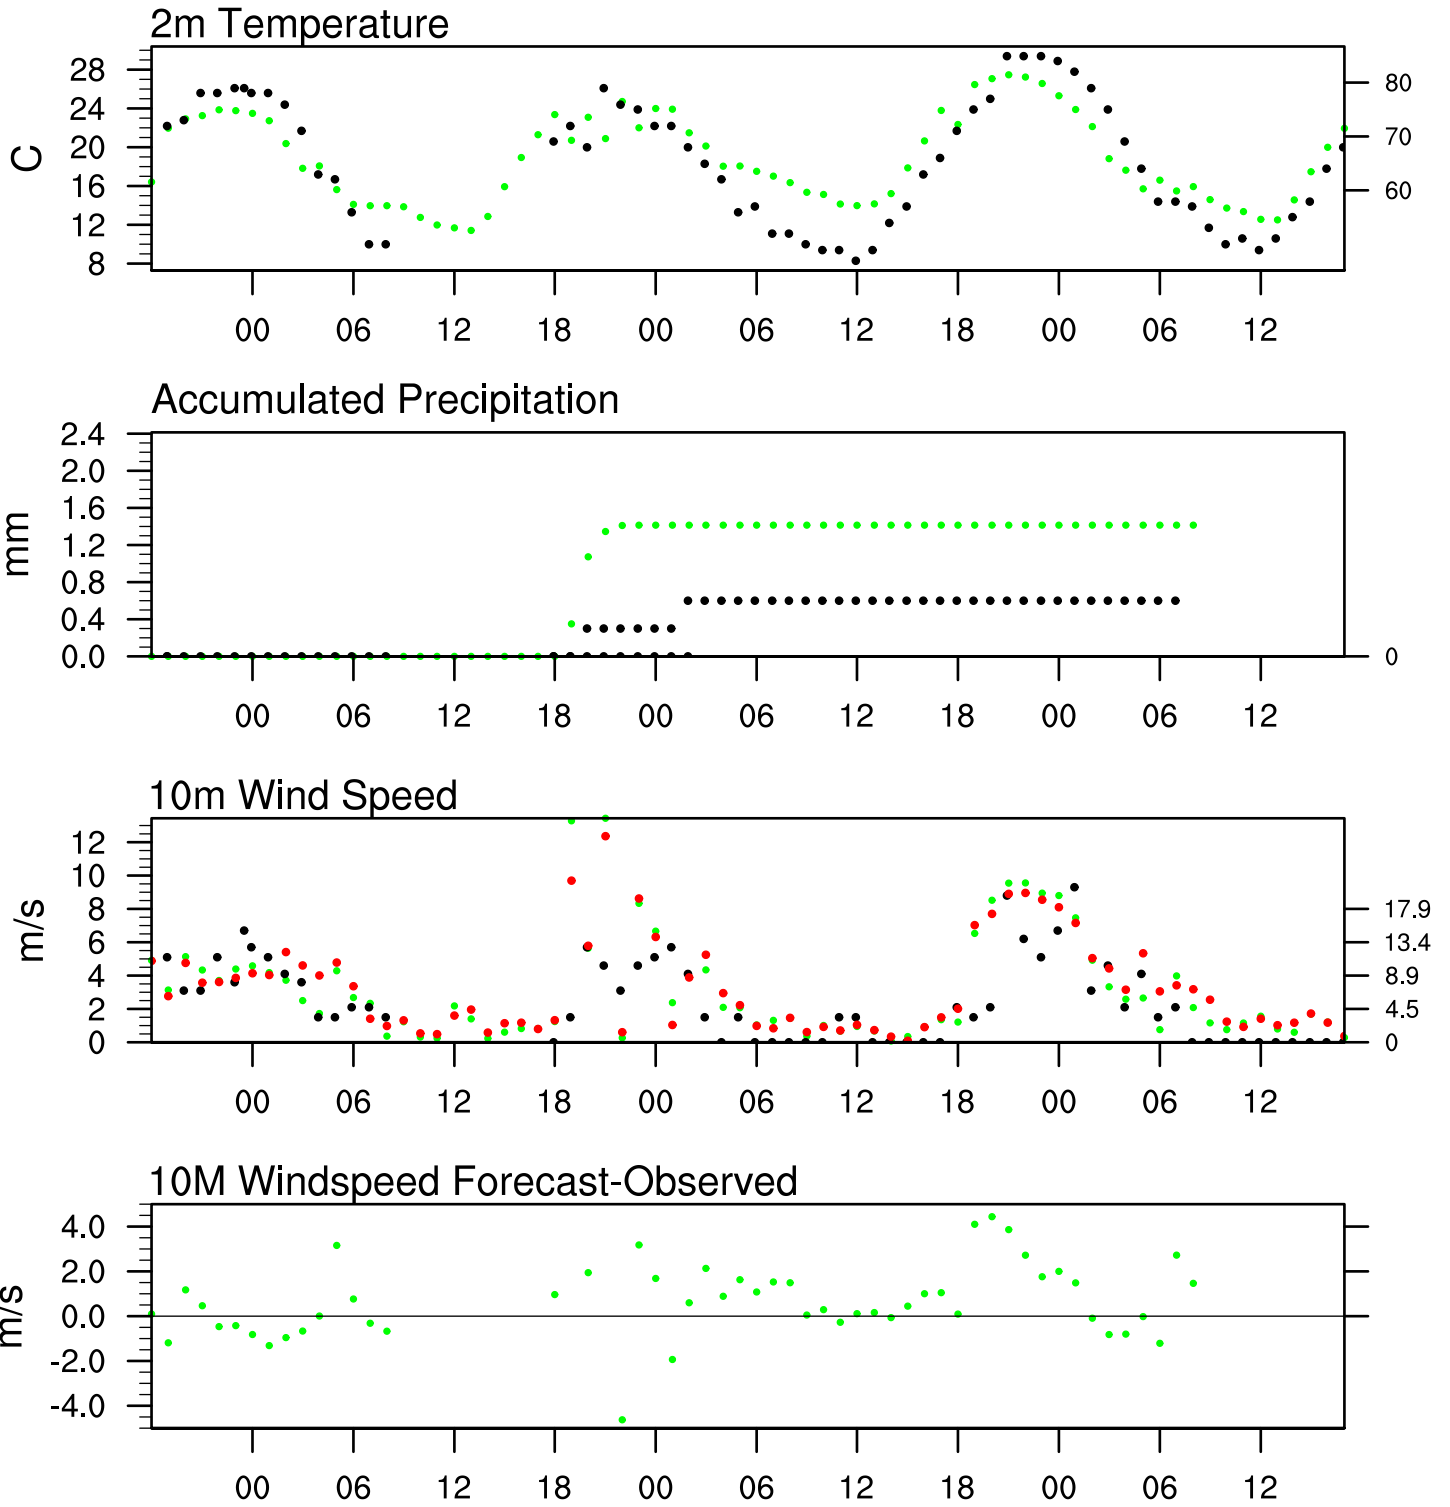 2m Temperature
C
28
24
20
16
12
8
80
70
60
00 06 12 18 00 06 12 18 00 06 12
Accumulated Precipitation
mm
2.4
2.0
1.6
1.2
0.8
0.4
0.0
0
00 06 12 18 00 06 12 18 00 06 12
10m Wind Speed
m/s
12
10
8
6
4
2
0
17.9
13.4
8.9
4.5
0
00 06 12 18 00 06 12 18 00 06 12
10M Windspeed Forecast-Observed
m/s
4.0
2.0
0.0
-2.0
-4.0
00 06 12 18 00 06 12 18 00 06 12